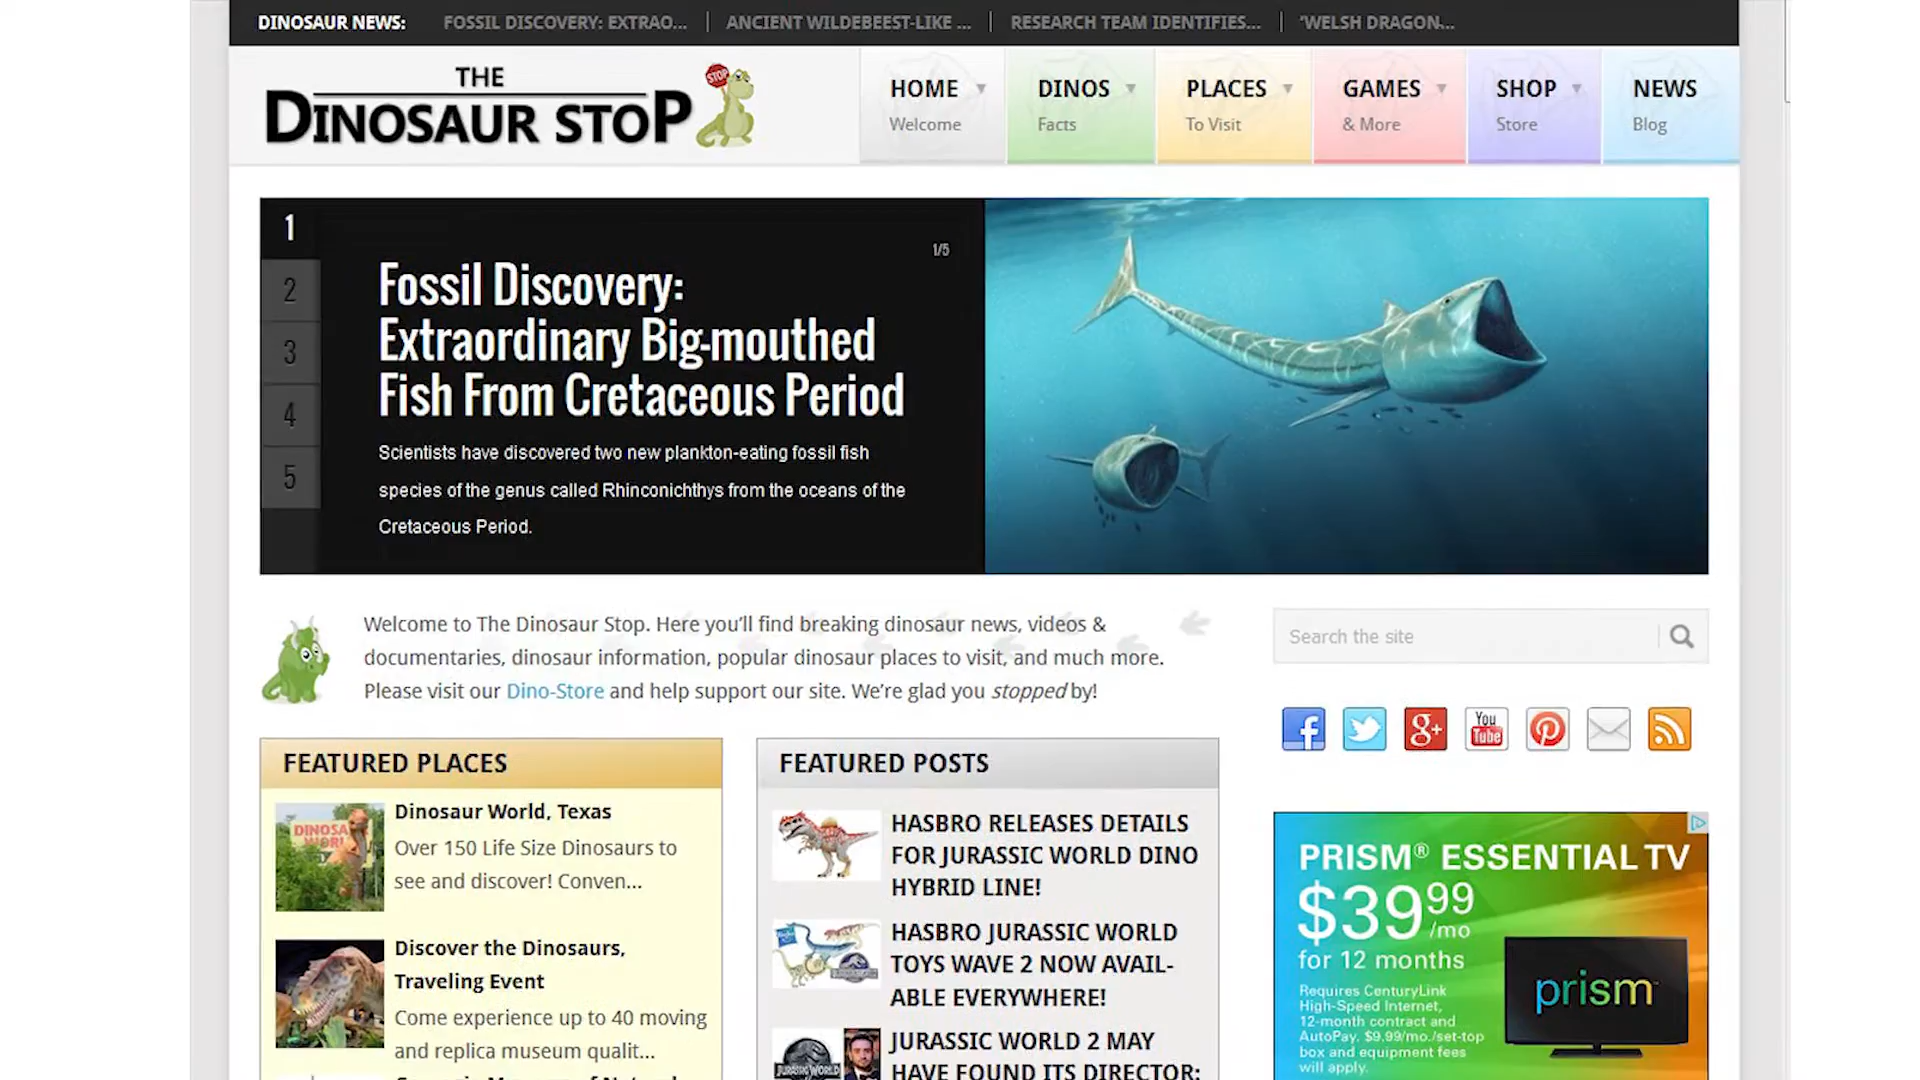 DINOSAUR NEWS: FOSSIL DISCOVERY: EXTRAO... ANCIENT WILDEBEEST-LIKE ... RESEARCH TEAM IDENTIFIES... 'WELSH DRAGON...
THE
DINOSAUR STOP
STOP
HOME
Welcome
DINOS
Facts
PLACES
To Visit
GAMES
& More
SHOP
Store
NEWS
Blog
1
2
3
4
5
1/5
Fossil Discovery:
Extraordinary Big-mouthed
Fish From Cretaceous Period
Scientists have discovered two new plankton-eating fossil fish
species of the genus called Rhinconichthys from the oceans of the
Cretaceous Period.
Welcome to The Dinosaur Stop. Here you'll find breaking dinosaur news, videos &
documentaries, dinosaur information, popular dinosaur places to visit, and much more.
Please visit our Dino-Store and help support our site. We're glad you stopped by!
Search the site
You
Tube
FEATURED PLACES
Dinosaur World, Texas
Over 150 Life Size Dinosaurs to
see and discover! Conven...
Discover the Dinosaurs,
Traveling Event
Come experience up to 40 moving
and replica museum qualit...
FEATURED POSTS
HASBRO RELEASES DETAILS
FOR JURASSIC WORLD DINO
HYBRID LINE!
HASBRO JURASSIC WORLD
TOYS WAVE 2 NOW AVAIL-
ABLE EVERYWHERE!
JURASSIC WORLD
JURASSIC WORLD 2 MAY
HAVE FOUND ITS DIRECTOR:
PRISM® ESSENTIAL TV
$39.99
/mo
for 12 months
Requires CenturyLink
High-Speed Internet,
12-month contract and
AutoPay. $9.99/mo./set-top
box and equipment fees
will apply.
prism